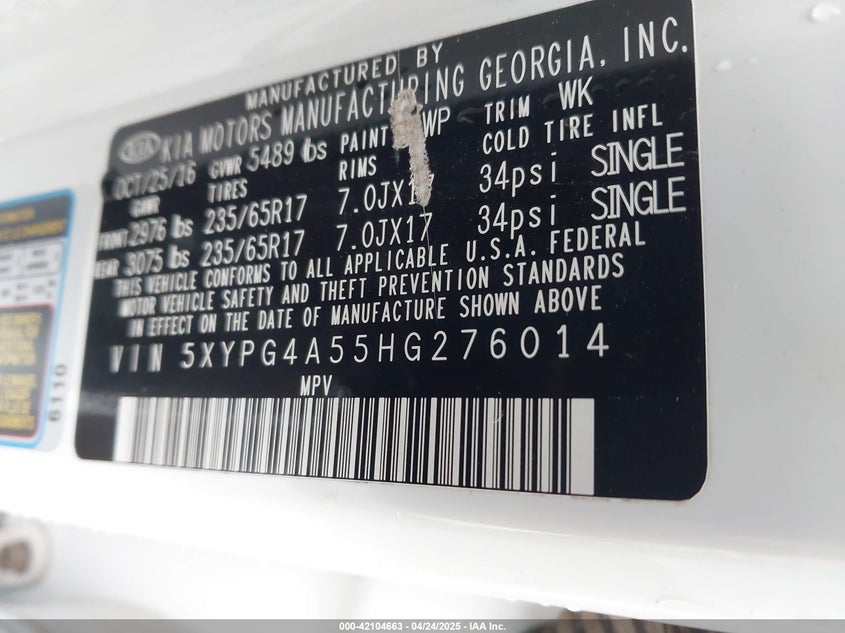 MANUFACTURED BY
KIA KIA MOTORS MANUFACTURING GEORGIA, INC.
OCT/25/16 GVWR 5489 lbs PAINT WP TRIM WK
GAWR TIRES RIMS COLD TIRE INFL
FRONT 2976 lbs 235/65R17 7.0JX17 34psi SINGLE
REAR 3075 lbs 235/65R17 7.0JX17 34psi SINGLE
THIS VEHICLE CONFORMS TO ALL APPLICABLE U.S.A. FEDERAL
MOTOR VEHICLE SAFETY AND THEFT PREVENTION STANDARDS
IN EFFECT ON THE DATE OF MANUFACTURE SHOWN ABOVE
VIN 5XYPG4A55HG276014
MPV
6110
000-42104663 - 04/24/2025 - IAA Inc.